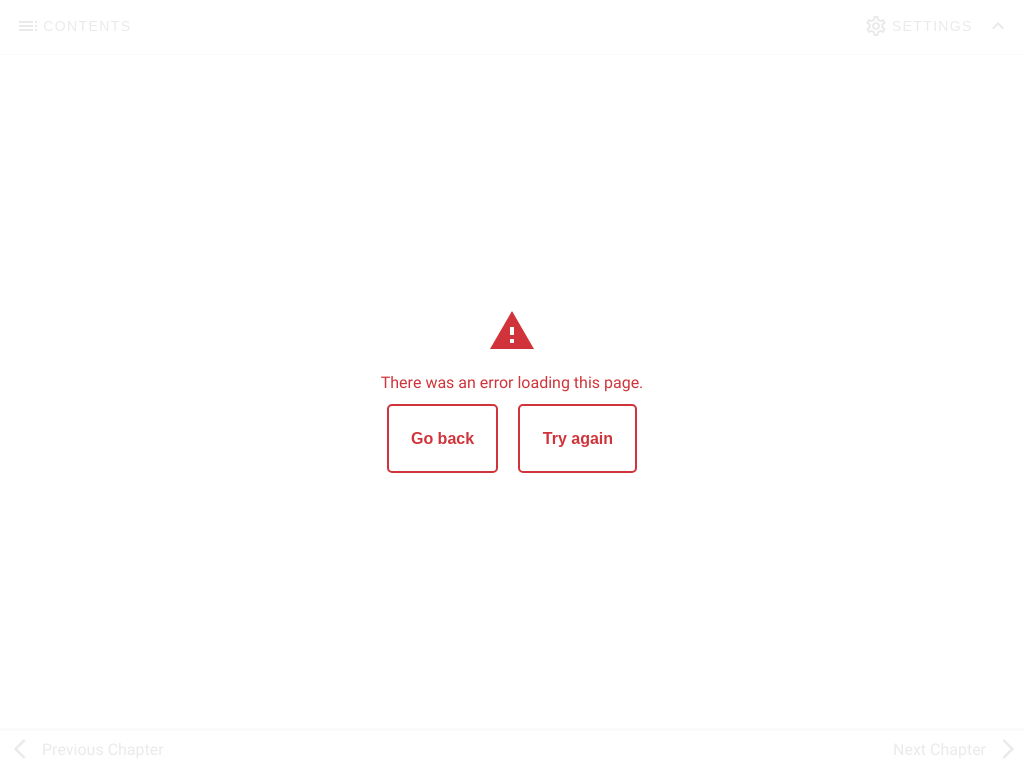 CONTENTS
SETTINGS
There was an error loading this page.
Go back
Try again
Previous Chapter
Next Chapter